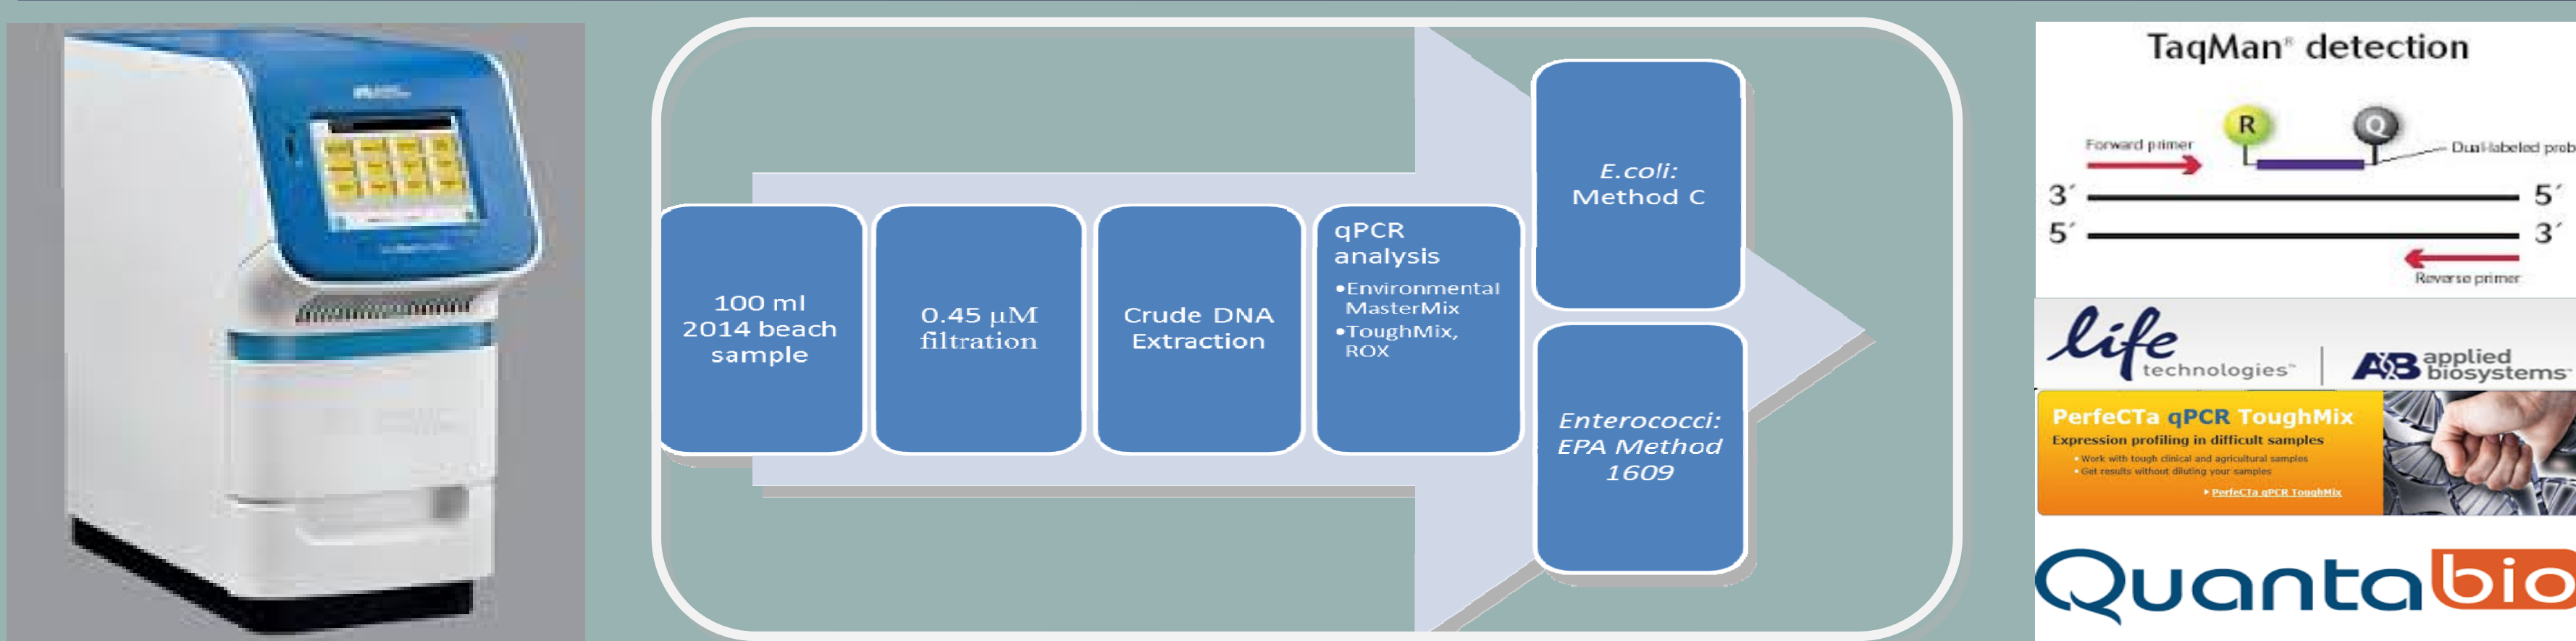 100 ml
2014 beach
sample
0.45 µM
filtration
Crude DNA
Extraction
qPCR
analysis
•Environmental
MasterMix
•ToughMix,
ROX
E.coli:
Method C
Enterococci:
EPA Method
1609
TaqMan® detection
R
Q
Forward primer
Dual-labeled prob
3´ 5´
5´ 3´
Reverse primer
life
technologies™
AB applied
biosystems™
PerfeCTa qPCR ToughMix
Expression profiling in difficult samples
• Work with tough clinical and agricultural samples
• Get results without diluting your samples
PerfeCTa qPCR ToughMix
Quantabio